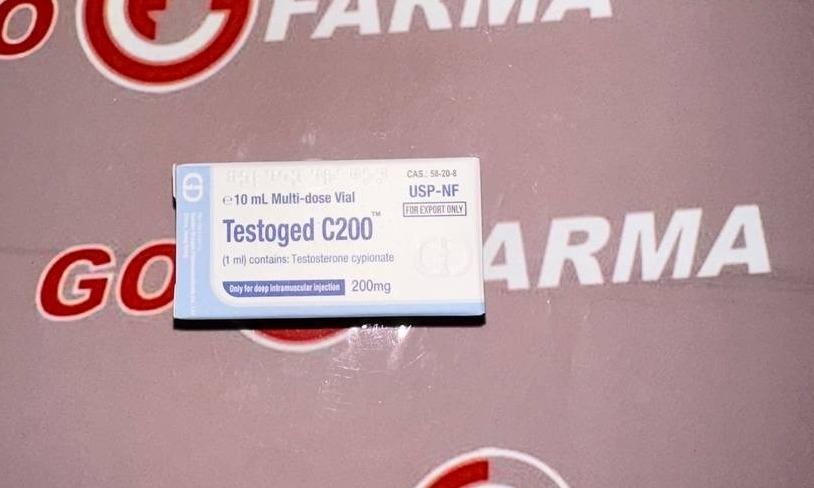 FARMA
CAS.: 58-20-8
℮ 10 mL Multi-dose Vial
USP-NF
FOR EXPORT ONLY
Testoged C200™
(1 ml) contains: Testosterone cypionate
Only for deep intramuscular injection 200mg
GO
ARMA